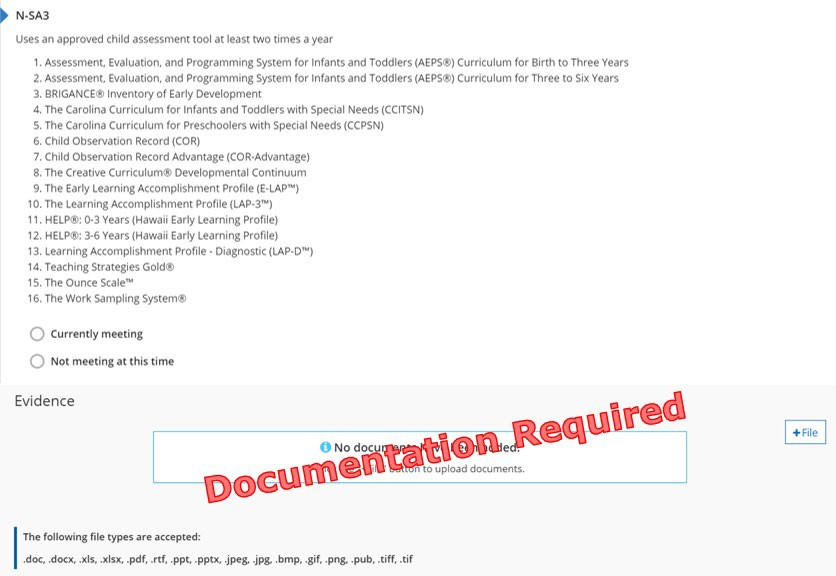 N-SA3
Uses an approved child assessment tool at least two times a year
1. Assessment, Evaluation, and Programming System for Infants and Toddlers (AEPS®) Curriculum for Birth to Three Years
2. Assessment, Evaluation, and Programming System for Infants and Toddlers (AEPS®) Curriculum for Three to Six Years
3. BRIGANCE® Inventory of Early Development
4. The Carolina Curriculum for Infants and Toddlers with Special Needs (CCITSN)
5. The Carolina Curriculum for Preschoolers with Special Needs (CCPSN)
6. Child Observation Record (COR)
7. Child Observation Record Advantage (COR-Advantage)
8. The Creative Curriculum® Developmental Continuum
9. The Early Learning Accomplishment Profile (E-LAP™)
10. The Learning Accomplishment Profile (LAP-3™)
11. HELP®: 0-3 Years (Hawaii Early Learning Profile)
12. HELP®: 3-6 Years (Hawaii Early Learning Profile)
13. Learning Accomplishment Profile - Diagnostic (LAP-D™)
14. Teaching Strategies Gold®
15. The Ounce Scale™
16. The Work Sampling System®
Currently meeting
Not meeting at this time
Evidence
Documentation Required
+File
No
to upload documents.
The following file types are accepted:
.doc, .docx, .xls, .xlsx, .pdf, .rtf, .ppt, .pptx, .jpeg, .jpg, .bmp, .gif, .png, .pub, .tiff, .tif